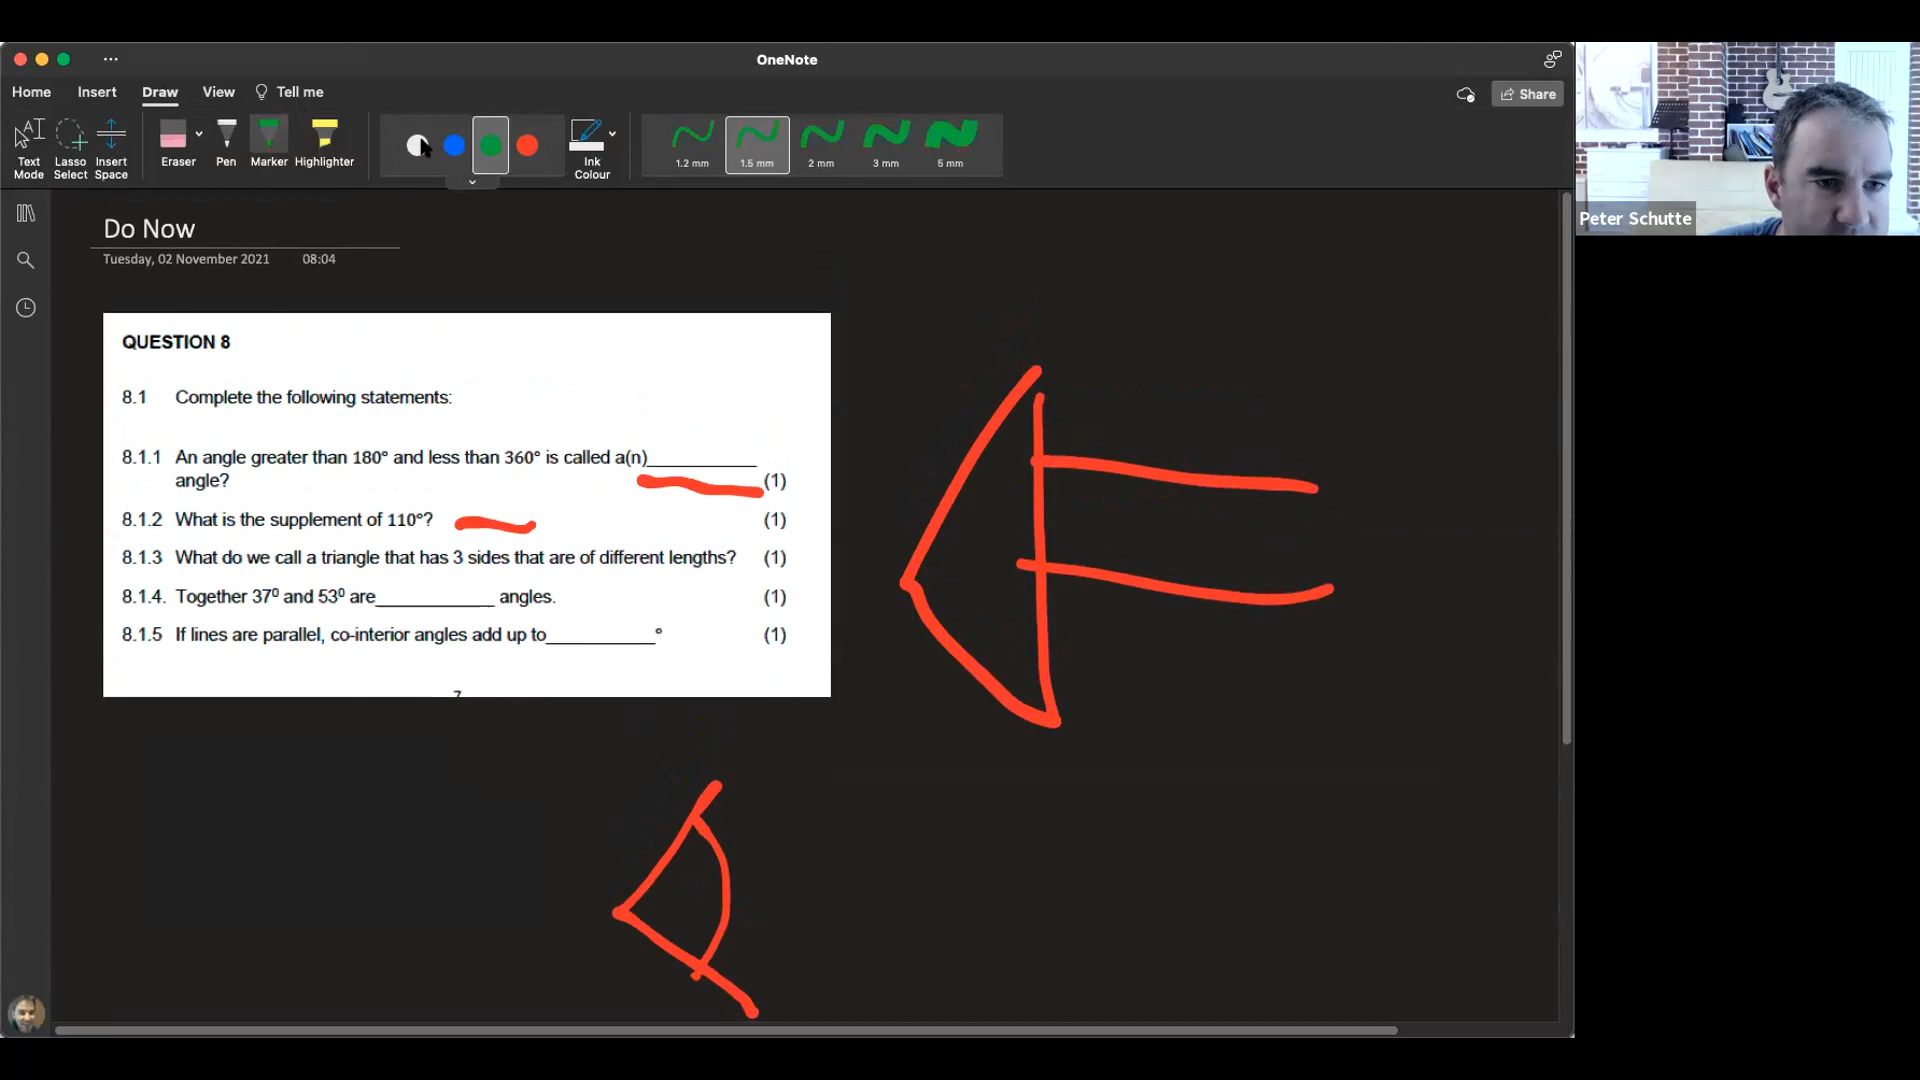 OneNote
Home Insert Draw View Tell me
Share
Text Mode
Lasso Select
Insert Space
Eraser
Pen
Marker
Highlighter
Ink Colour
1.2 mm
1.5 mm
2 mm
3 mm
5 mm
Peter Schutte
Do Now
Tuesday, 02 November 2021 08:04
QUESTION 8
8.1 Complete the following statements:
8.1.1 An angle greater than 180° and less than 360° is called a(n)____________
angle? (1)
8.1.2 What is the supplement of 110°? (1)
8.1.3 What do we call a triangle that has 3 sides that are of different lengths? (1)
8.1.4. Together 37⁰ and 53⁰ are_____________ angles. (1)
8.1.5 If lines are parallel, co-interior angles add up to____________° (1)